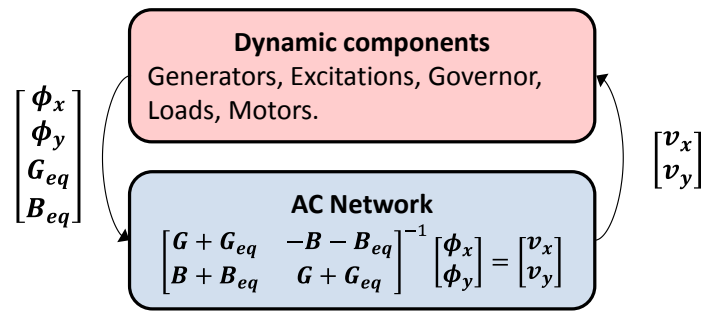 Dynamic components
Generators, Excitations, Governor,
Loads, Motors.
[ϕx
ϕy
Geq
Beq]
[vx
vy]
AC Network
[G + Geq −B − Beq]−1 [ϕx] = [vx]
[B + Beq G + Geq] [ϕy] [vy]